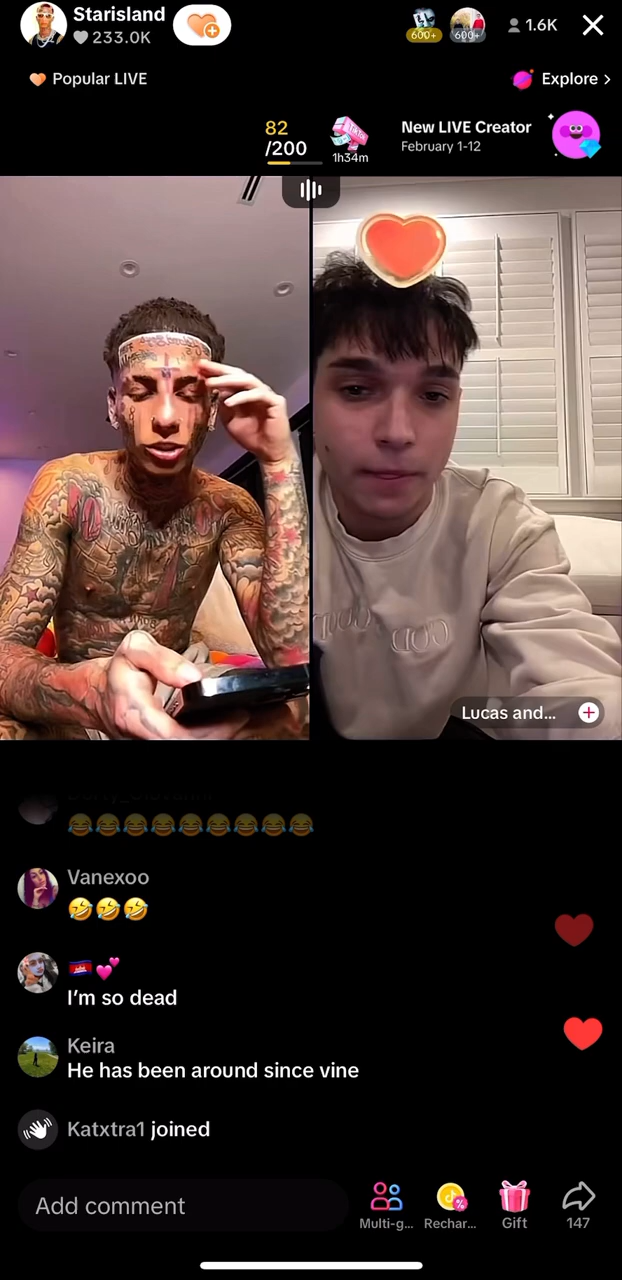 Starisland
233.0K
600+
600+
1.6K
Popular LIVE
Explore >
82
/200
1h34m
New LIVE Creator
February 1-12
Lucas and...
Vanexoo
I'm so dead
Keira
He has been around since vine
Katxtra1 joined
Add comment
Multi-g...
Rechar...
Gift
147